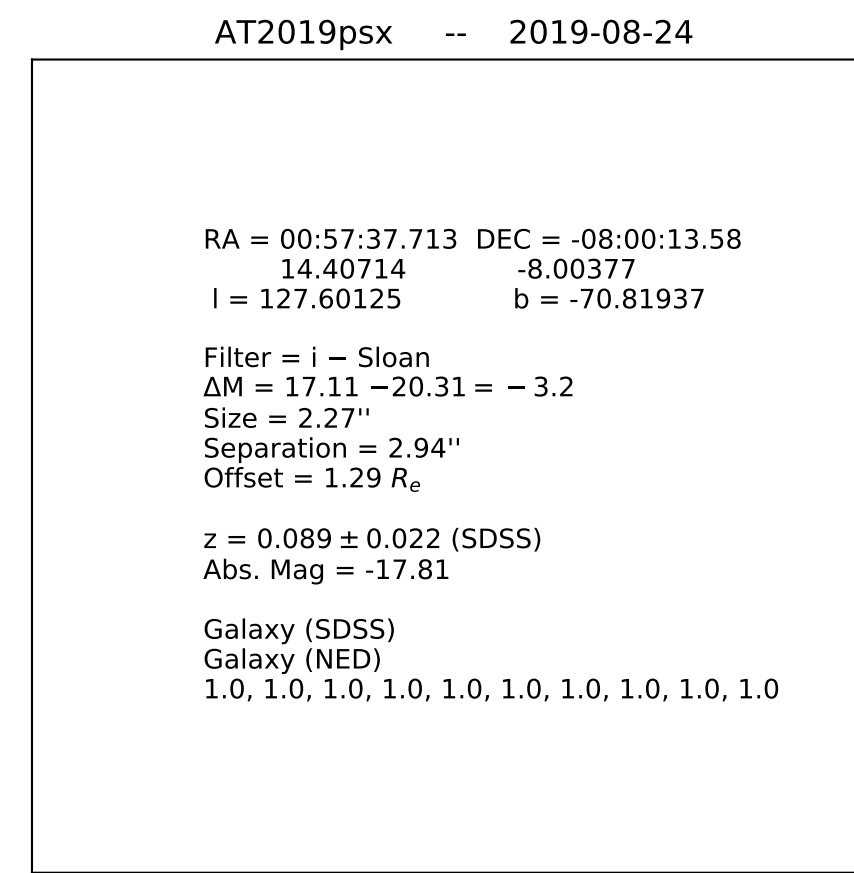 AT2019psx -- 2019-08-24
RA = 00:57:37.713 DEC = -08:00:13.58
14.40714 -8.00377
l = 127.60125 b = -70.81937
Filter = i − Sloan
ΔM = 17.11 −20.31 = − 3.2
Size = 2.27''
Separation = 2.94''
Offset = 1.29 Rₑ
z = 0.089 ± 0.022 (SDSS)
Abs. Mag = -17.81
Galaxy (SDSS)
Galaxy (NED)
1.0, 1.0, 1.0, 1.0, 1.0, 1.0, 1.0, 1.0, 1.0, 1.0